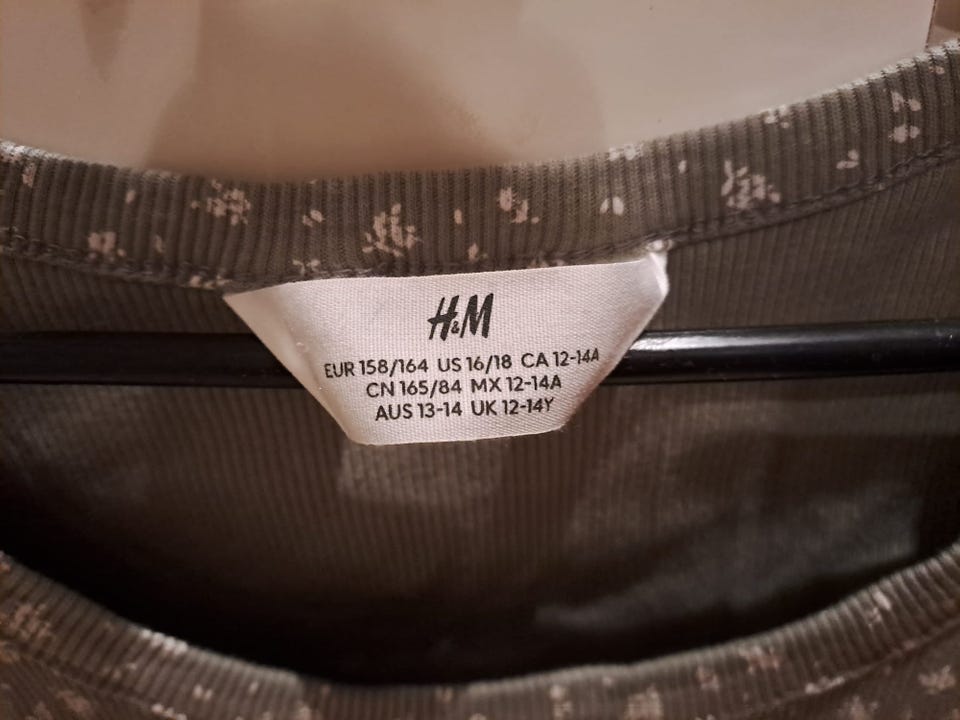 H&M
EUR 158/164 US 16/18 CA 12-14A
CN 165/84 MX 12-14A
AUS 13-14 UK 12-14Y